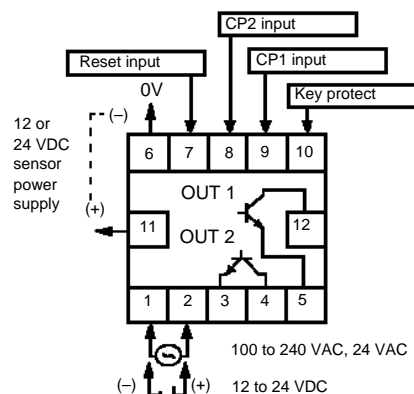 CP2 input
Reset input
CP1 input
0V
Key protect
(–)
12 or
24 VDC
sensor
power
supply
6 7 8 9 10
OUT 1
(+)
11
12
OUT 2
1 2 3 4 5
100 to 240 VAC, 24 VAC
(–) (+) 12 to 24 VDC